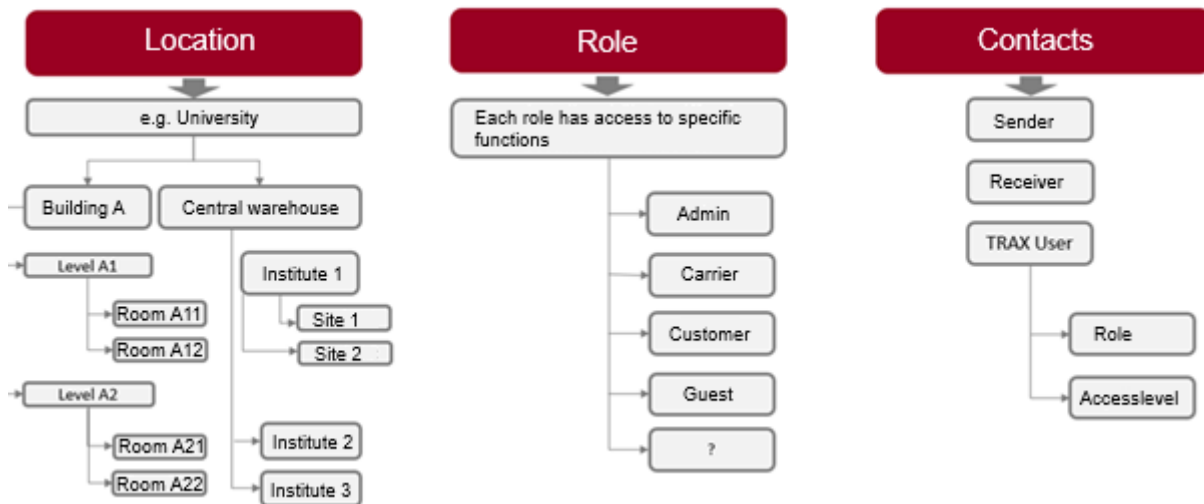 Location
e.g. University
Building A
Central warehouse
Level A1
Room A11
Room A12
Level A2
Room A21
Room A22
Institute 1
Site 1
Site 2
Institute 2
Institute 3
Role
Each role has access to specific
functions
Admin
Carrier
Customer
Guest
?
Contacts
Sender
Receiver
TRAX User
Role
Accesslevel